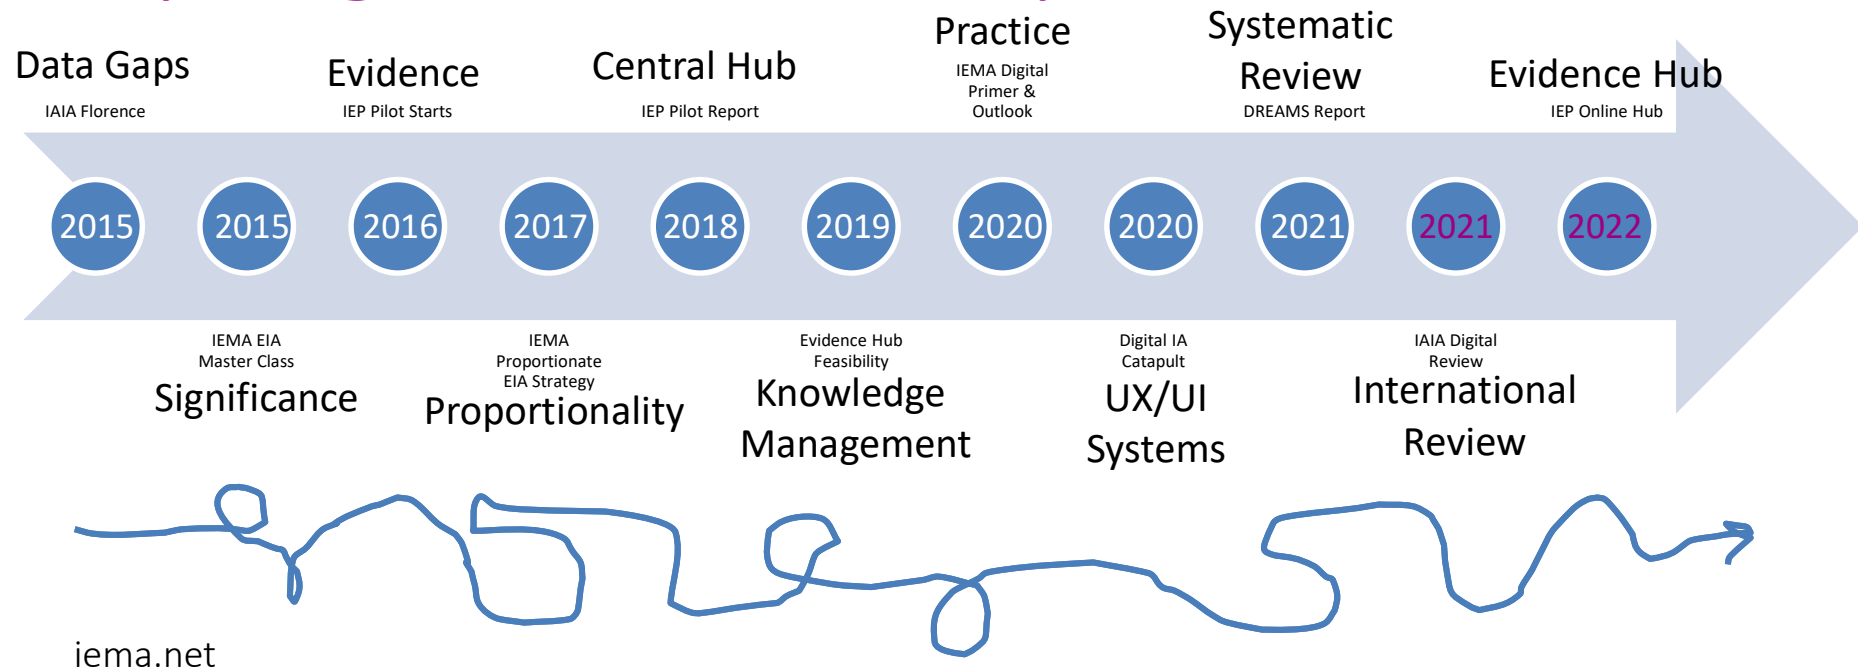 Data Gaps
IAIA Florence
Evidence
IEP Pilot Starts
Central Hub
IEP Pilot Report
Practice
IEMA Digital
Primer &
Outlook
Systematic
Review
DREAMS Report
Evidence Hub
IEP Online Hub
2015
2015
2016
2017
2018
2019
2020
2020
2021
2021
2022
IEMA EIA
Master Class
Significance
IEMA
Proportionate
EIA Strategy
Proportionality
Evidence Hub
Feasibility
Knowledge
Management
Digital IA
Catapult
UX/UI
Systems
IAIA Digital
Review
International
Review
iema.net